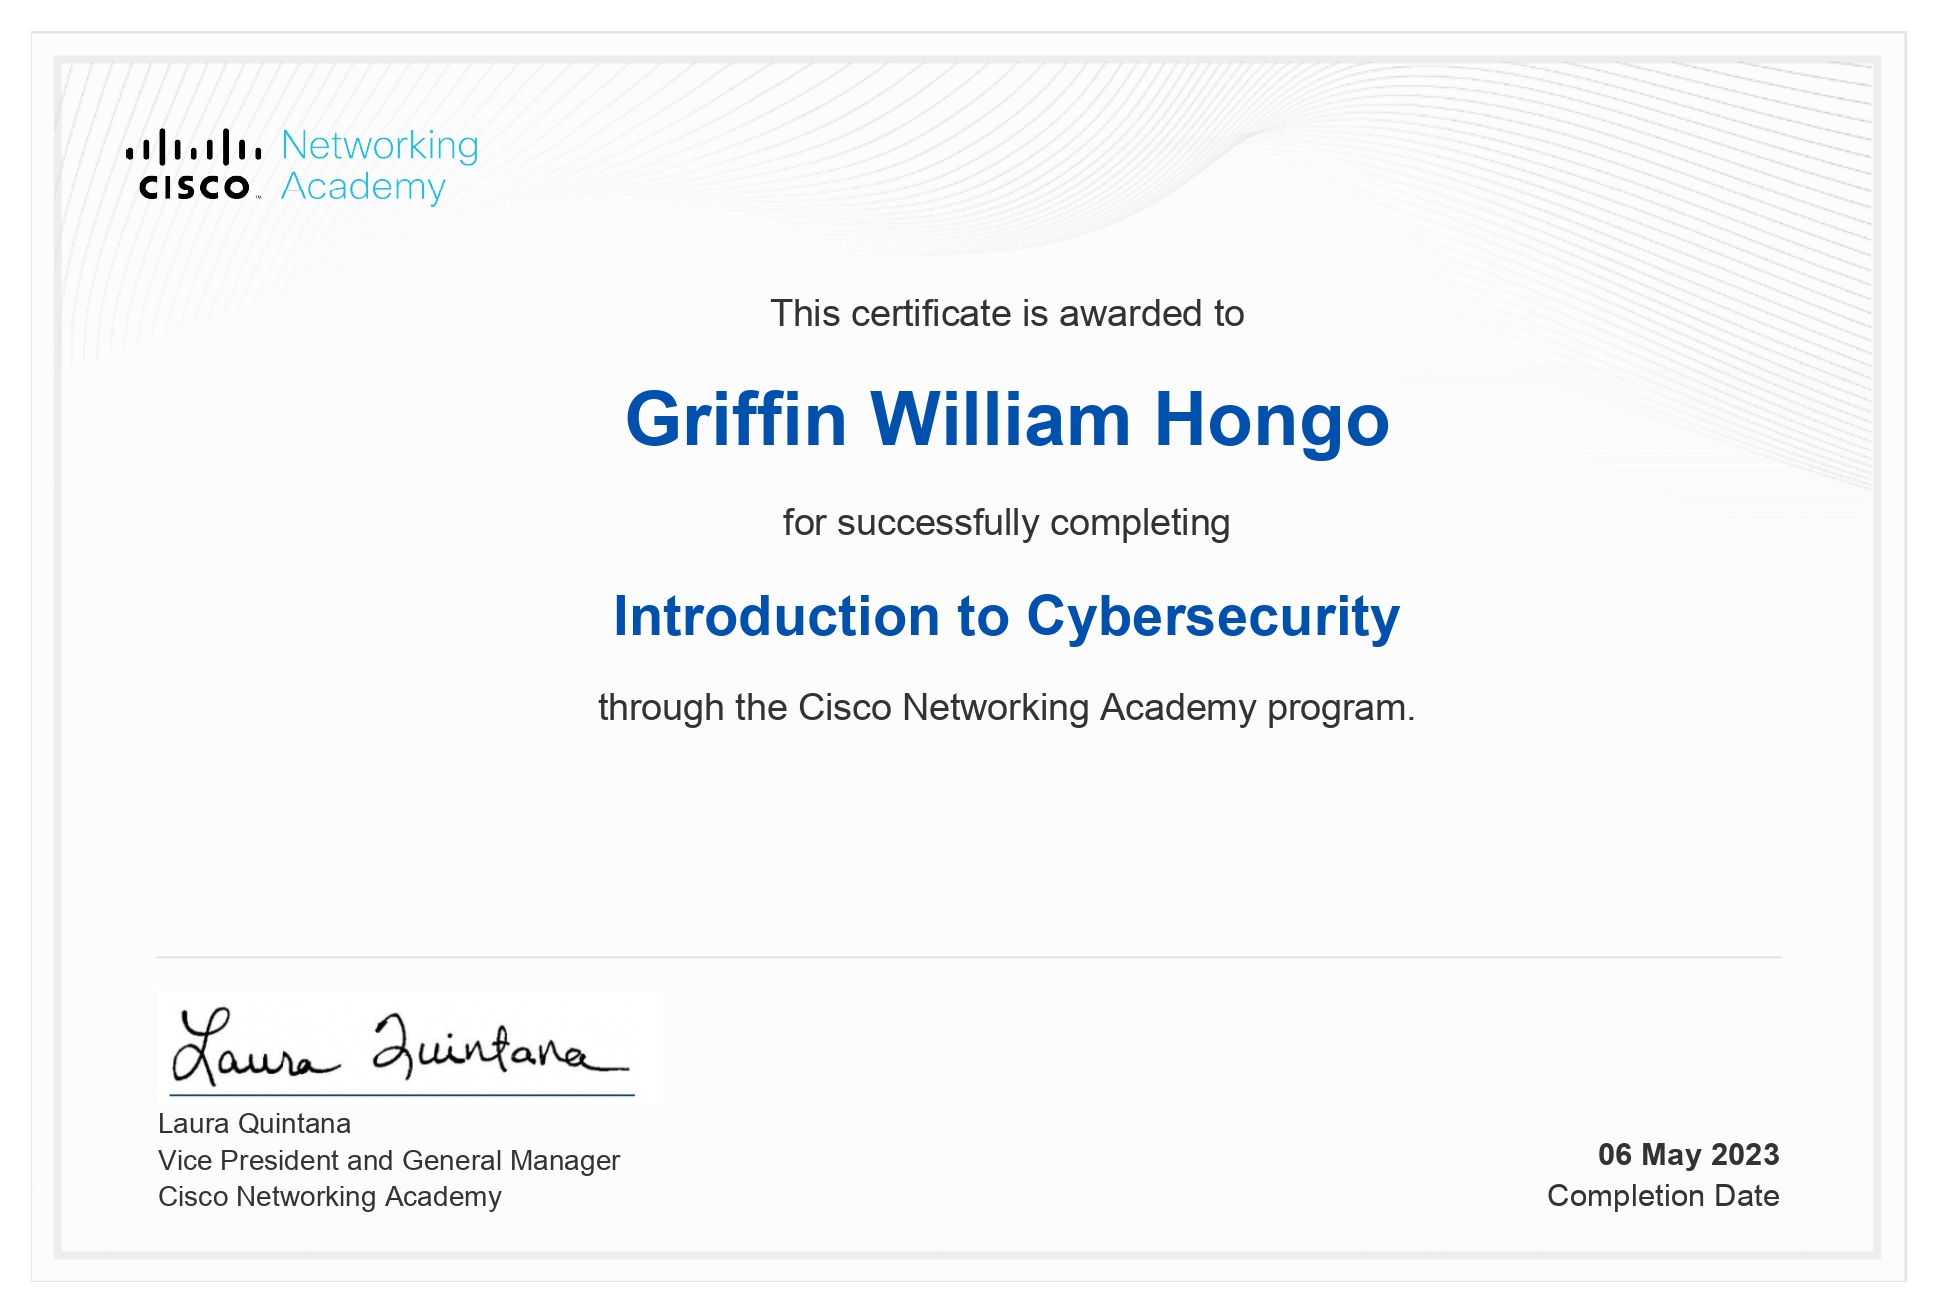 Networking
CISCO™ Academy
This certificate is awarded to
Griffin William Hongo
for successfully completing
Introduction to Cybersecurity
through the Cisco Networking Academy program.
Laura Quintana
Laura Quintana
Vice President and General Manager
Cisco Networking Academy
06 May 2023
Completion Date